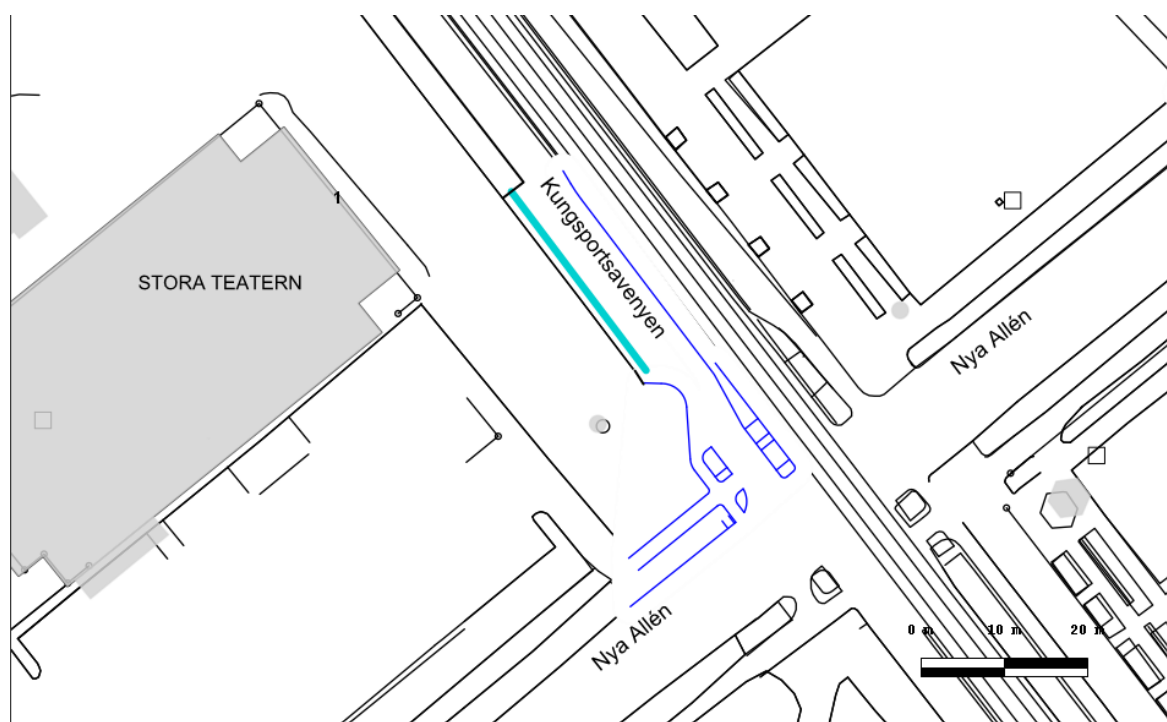 Kungsportsavenyen
1
STORA TEATERN
Nya Allén
Nya Allén
0 m 10 m 20 m